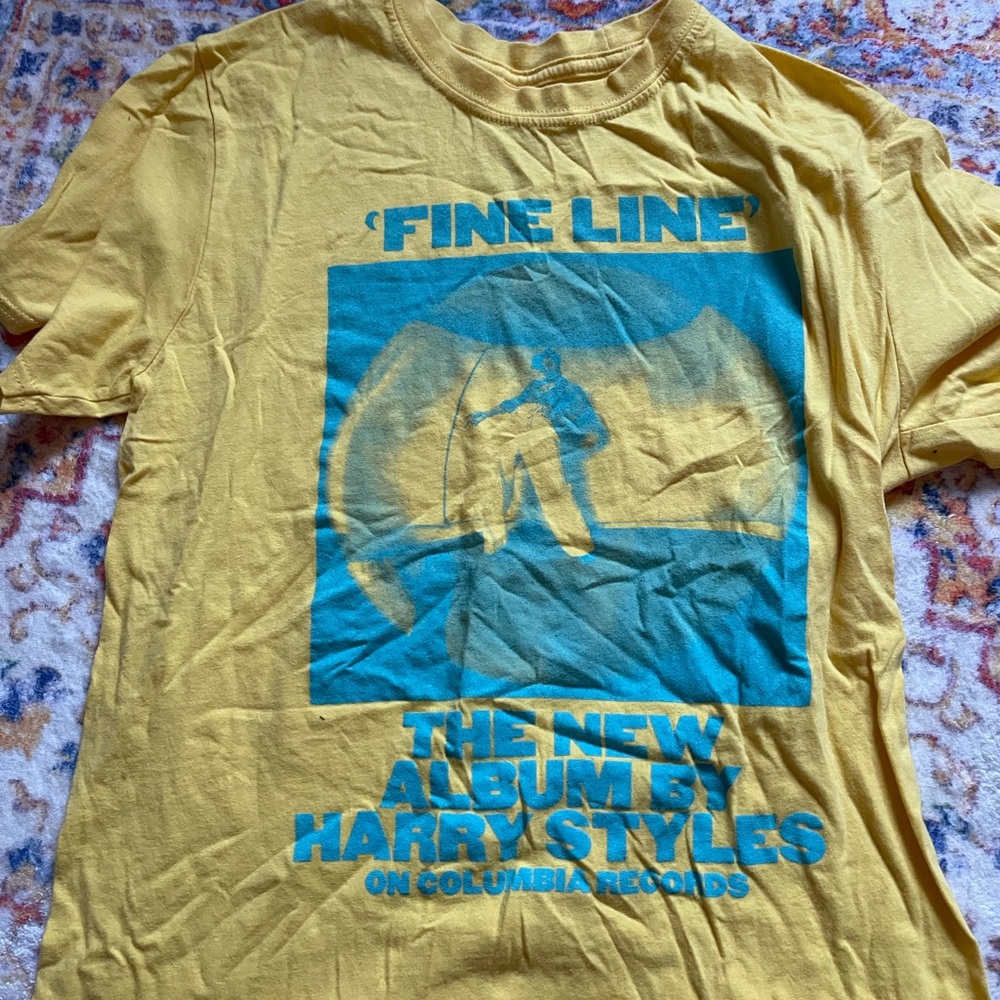 ‘FINE LINE’
THE NEW
ALBUM BY
HARRY STYLES
ON COLUMBIA RECORDS